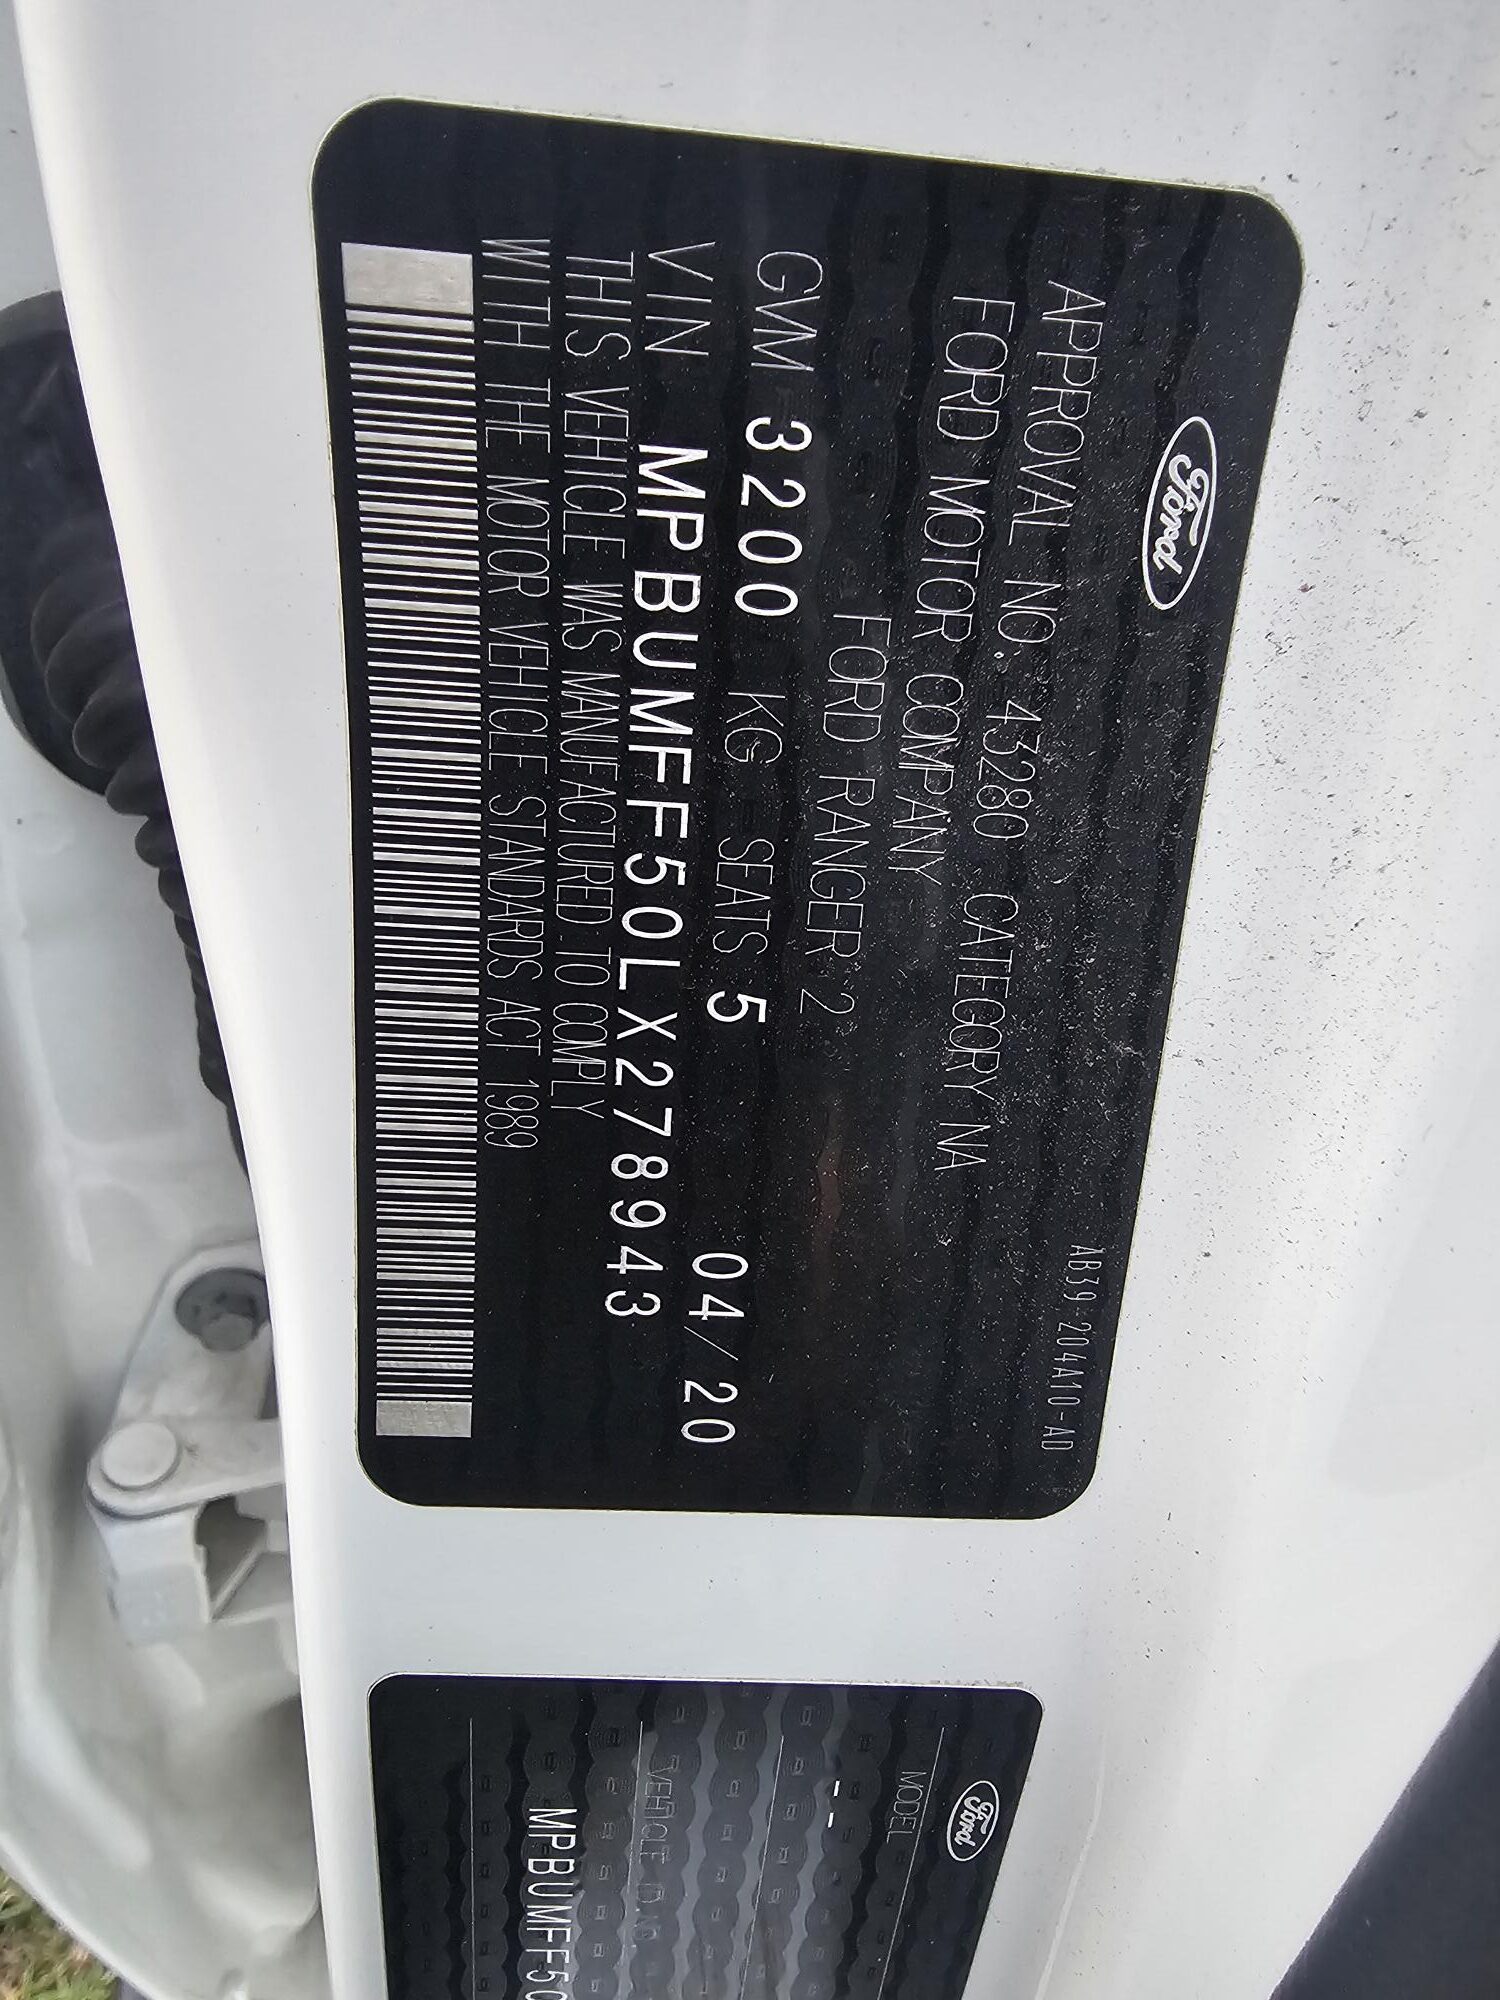 Ford
AB39-204A10-AD
APPROVAL NO. 43280 CATEGORY NA
FORD MOTOR COMPANY
FORD RANGER 2
GVM 3200 KG SEATS 5 04/20
VIN MPBUMFF50LX278943
THIS VEHICLE WAS MANUFACTURED TO COMPLY
WITH THE MOTOR VEHICLE STANDARDS ACT 1989
Ford
MODEL
--
VEHICLE ID.NO
MPBUMFF50